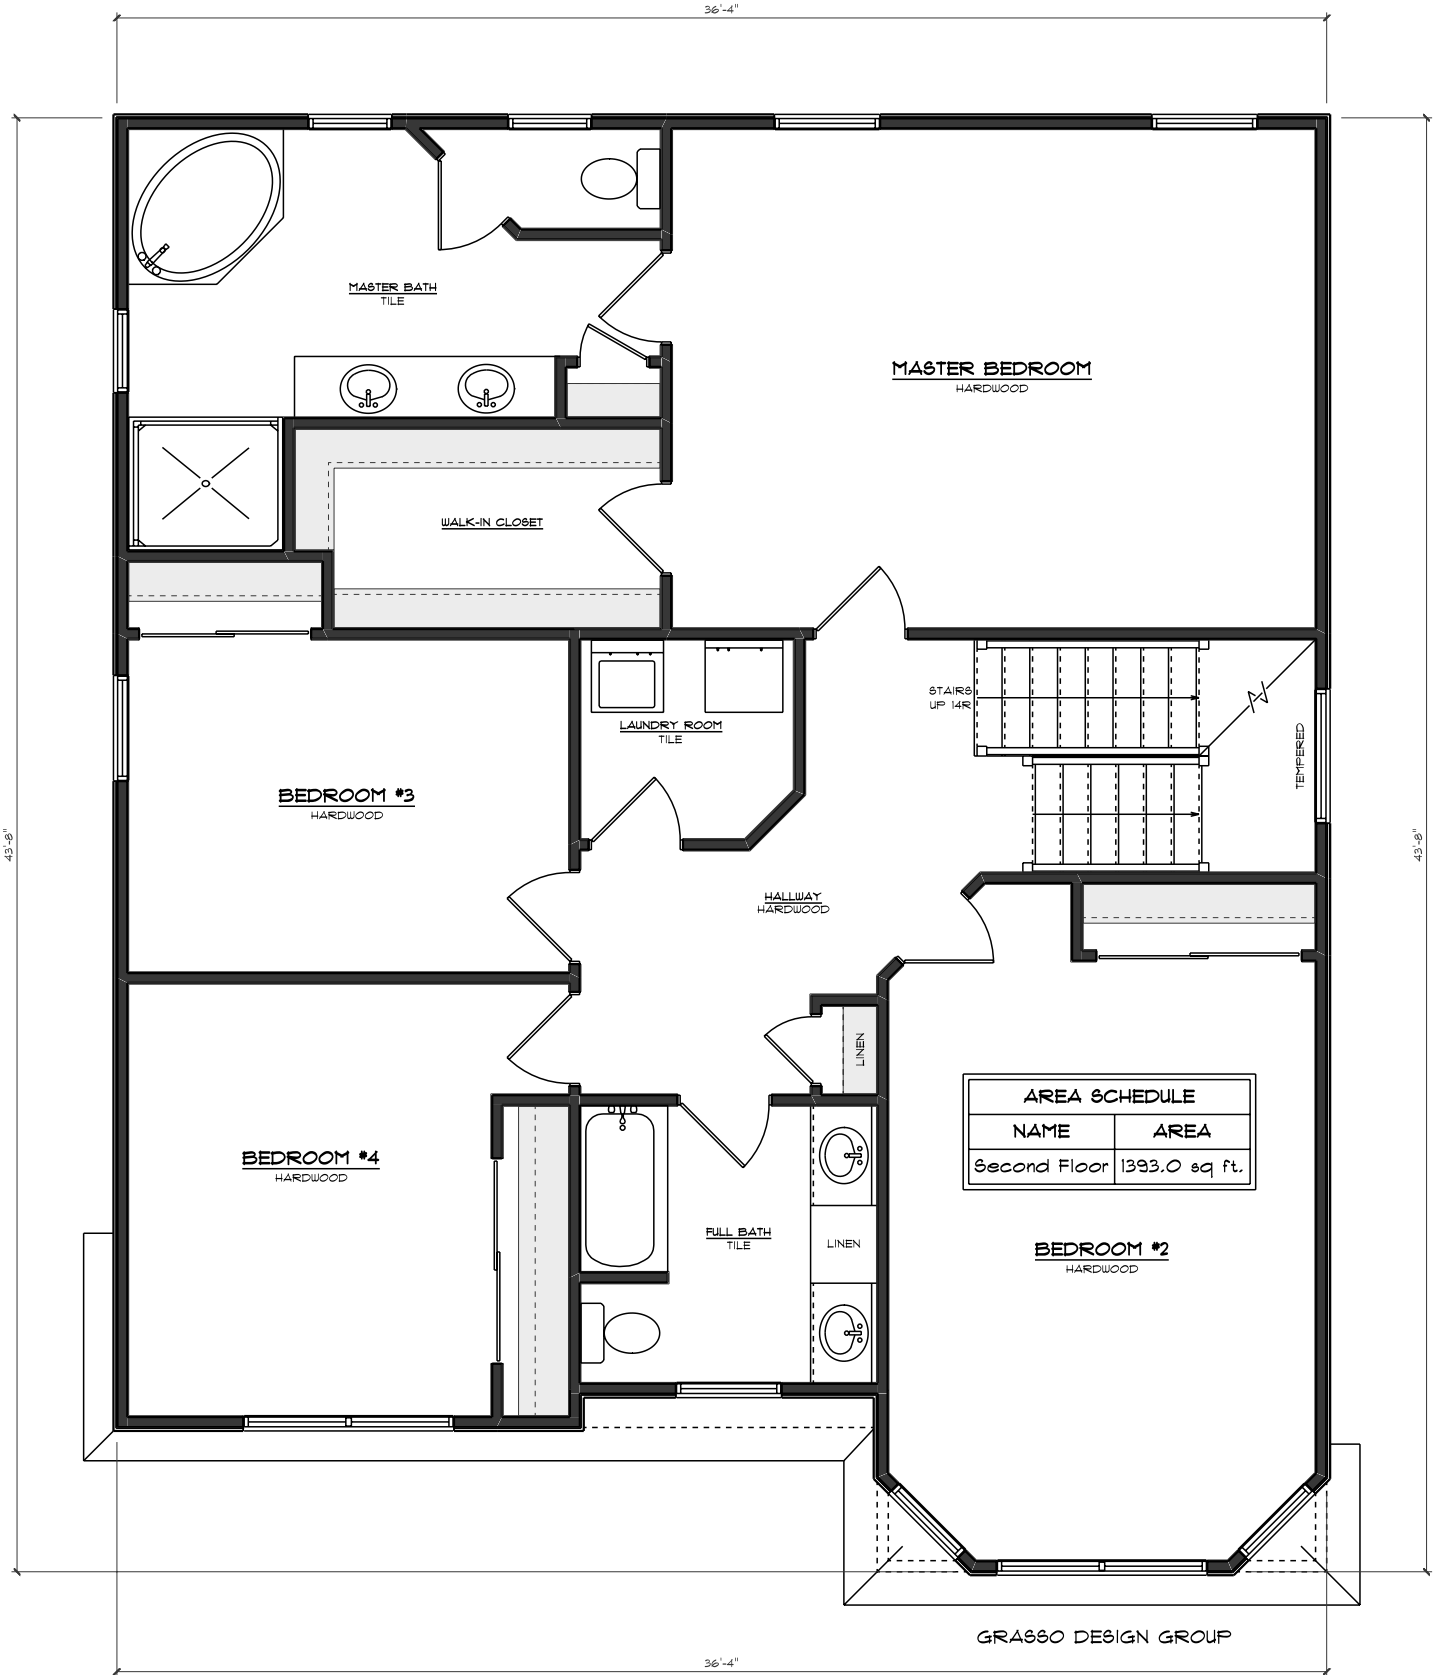 36'-4"
MASTER BATH
TILE
MASTER BEDROOM
HARDWOOD
WALK-IN CLOSET
STAIRS
UP 14R
LAUNDRY ROOM
TILE
TEMPERED
BEDROOM #3
HARDWOOD
43'-8"
43'-8"
HALLWAY
HARDWOOD
LINEN
AREA SCHEDULE
NAME AREA
Second Floor 1393.0 sq ft.
BEDROOM #4
HARDWOOD
FULL BATH
TILE
LINEN
BEDROOM #2
HARDWOOD
GRASSO DESIGN GROUP
36'-4"